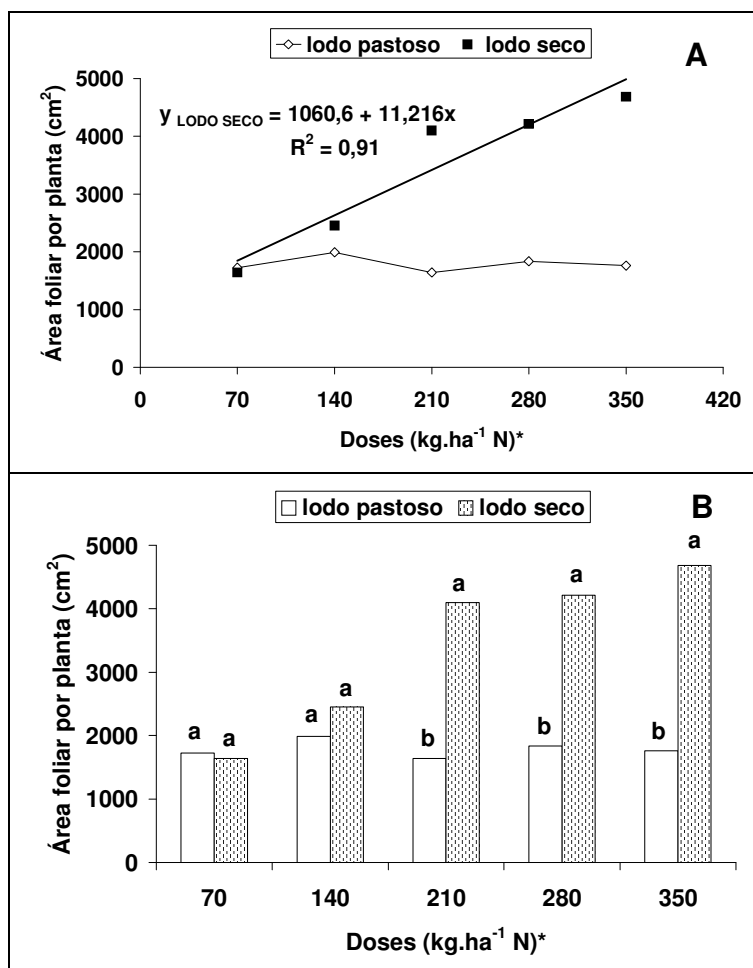 lodo pastoso lodo seco
A
5000
4000
3000
2000
1000
0
Área foliar por planta (cm²)
y LODO SECO = 1060,6 + 11,216x
R² = 0,91
0 70 140 210 280 350 420
Doses (kg.ha⁻¹ N)*
lodo pastoso lodo seco
B
5000
4000
3000
2000
1000
0
Área foliar por planta (cm²)
a a a a b a b a b a
70 140 210 280 350
Doses (kg.ha⁻¹ N)*